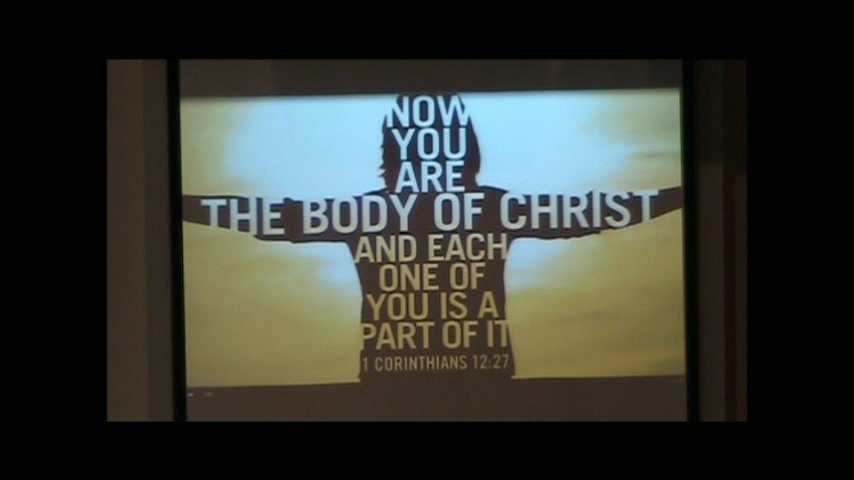 NOW
YOU
ARE
THE BODY OF CHRIST
AND EACH
ONE OF
YOU IS A
PART OF IT
1 CORINTHIANS 12:27